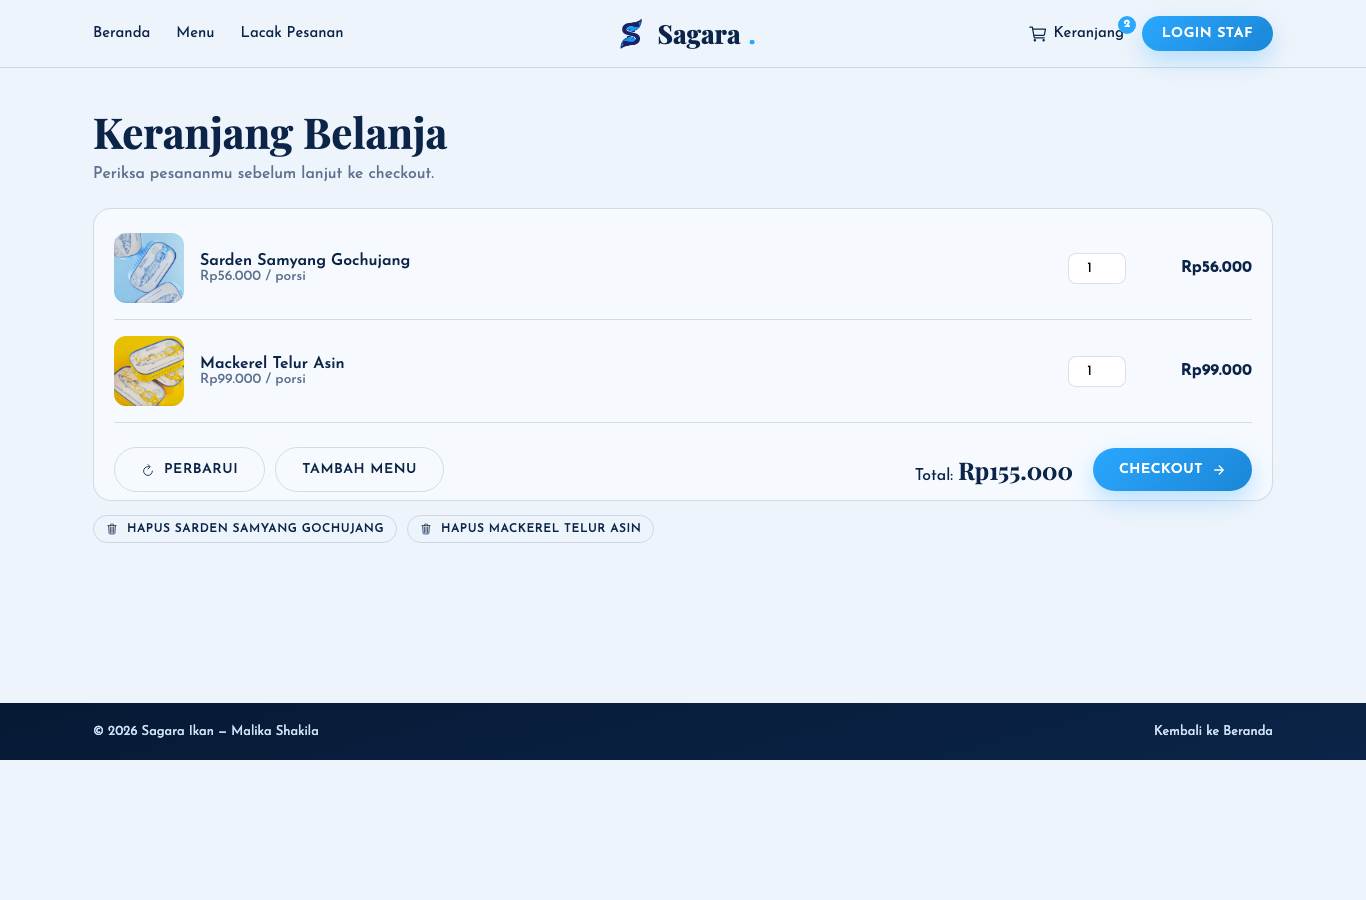 Beranda Menu Lacak Pesanan Sagara . Keranjang 2 LOGIN STAF
Keranjang Belanja
Periksa pesananmu sebelum lanjut ke checkout.
Sarden Samyang Gochujang
Rp56.000 / porsi
1 Rp56.000
Mackerel Telur Asin
Rp99.000 / porsi
1 Rp99.000
PERBARUI TAMBAH MENU Total: Rp155.000 CHECKOUT →
HAPUS SARDEN SAMYANG GOCHUJANG HAPUS MACKEREL TELUR ASIN
© 2026 Sagara Ikan – Malika Shakila Kembali ke Beranda